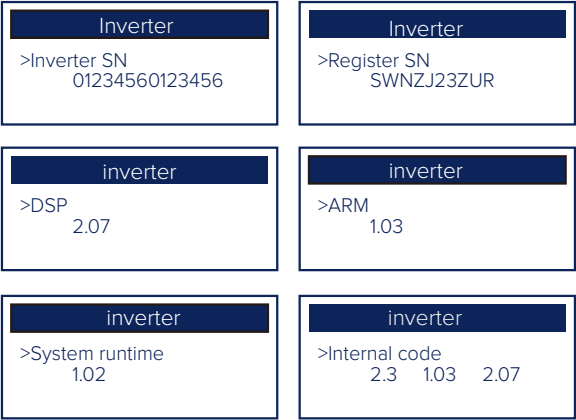 Inverter
>Inverter SN
01234560123456
Inverter
>Register SN
SWNZJ23ZUR
inverter
>DSP
2.07
inverter
>ARM
1.03
inverter
>System runtime
1.02
inverter
>Internal code
2.3 1.03 2.07